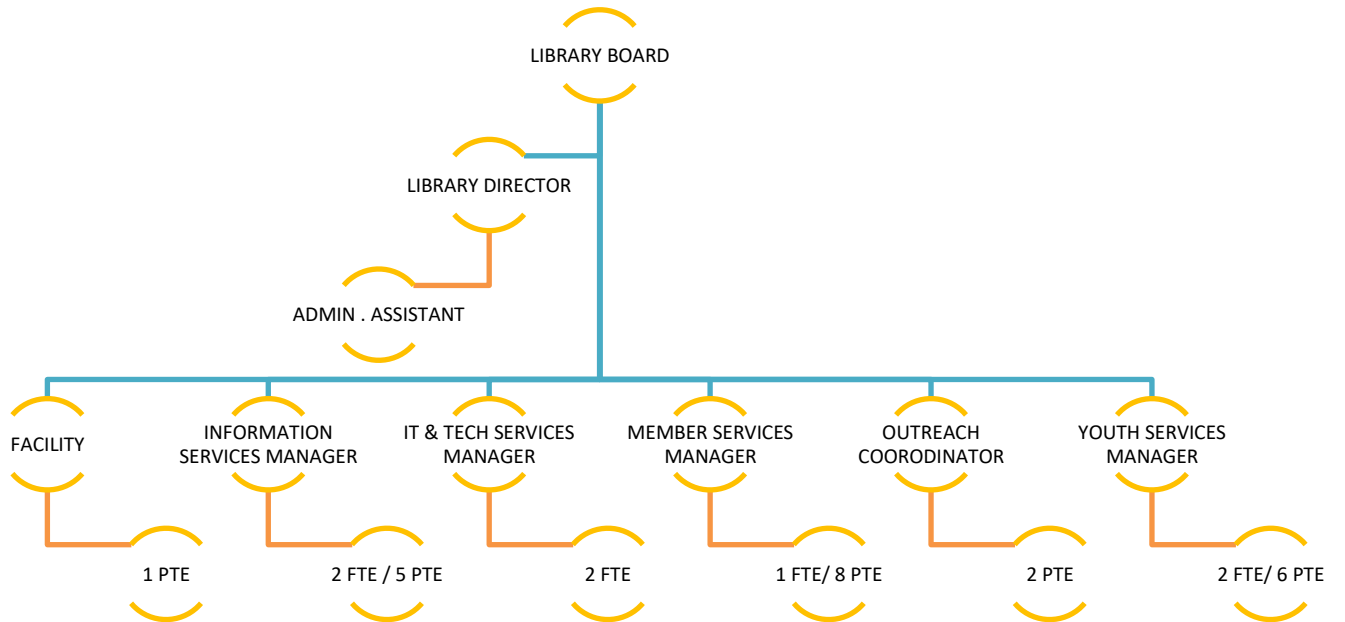 LIBRARY BOARD
LIBRARY DIRECTOR
ADMIN . ASSISTANT
FACILITY
INFORMATION
SERVICES MANAGER
IT & TECH SERVICES
MANAGER
MEMBER SERVICES
MANAGER
OUTREACH
COORODINATOR
YOUTH SERVICES
MANAGER
1 PTE
2 FTE / 5 PTE
2 FTE
1 FTE/ 8 PTE
2 PTE
2 FTE/ 6 PTE